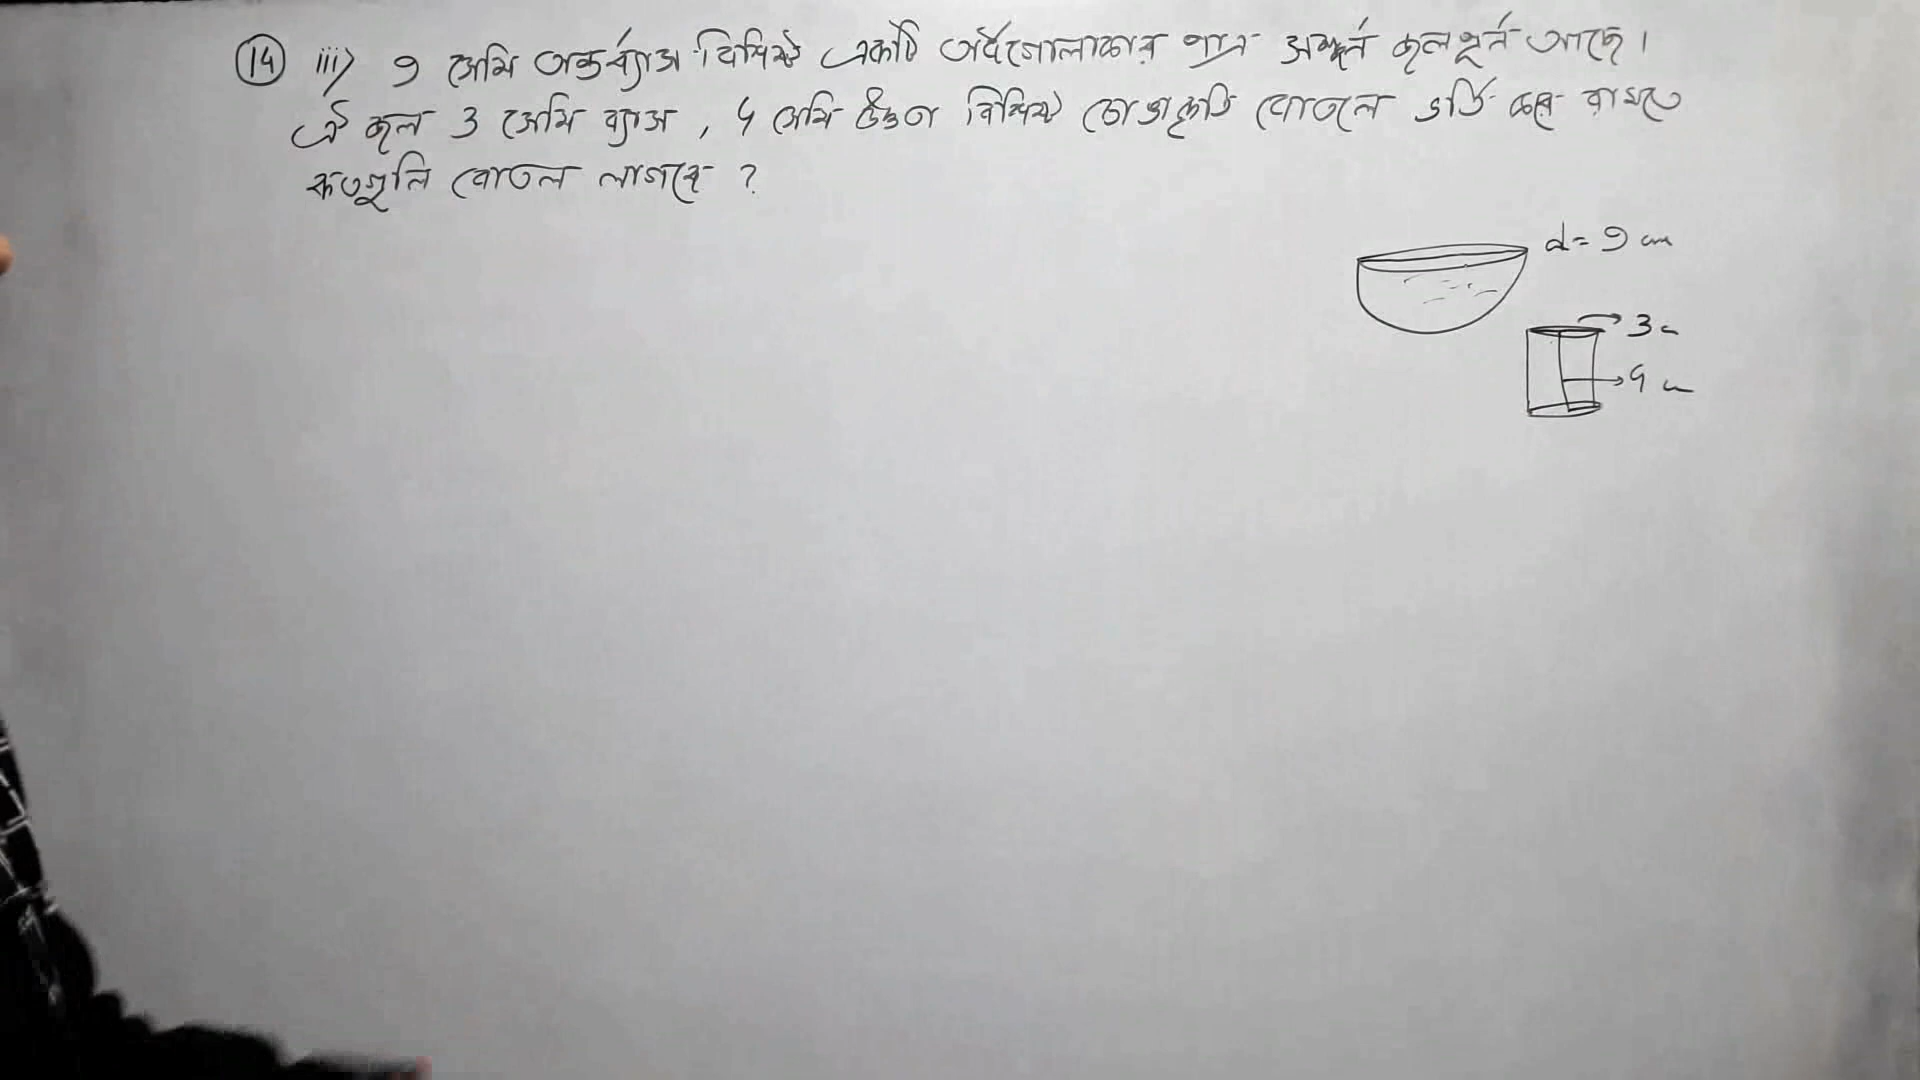 14 iii) 9 সেমি অন্তর্ব্যাস বিশিষ্ট একটি অর্ধগোলাকার পাত্র সম্পূর্ন জলপূর্ন আছে।
ঐ জল 3 সেমি ব্যাস, 4 সেমি উচ্চতা বিশিষ্ট চোঙাকৃতি বোতলে ভর্তি করে রাখতে
কতগুলি বোতল লাগবে ?
d = 9 cm
3 c
4 c